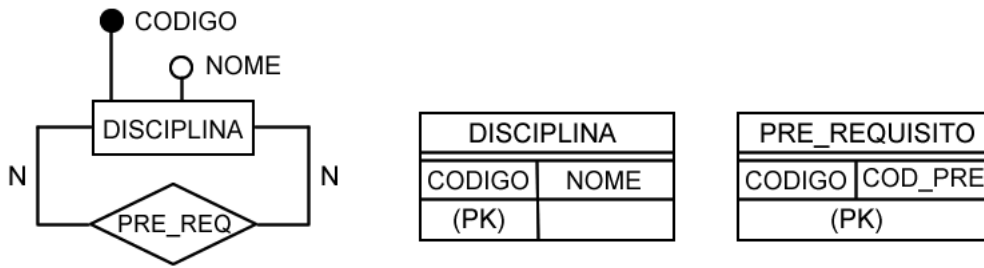 CODIGO
NOME
DISCIPLINA
N
N
PRE_REQ
DISCIPLINA
CODIGO NOME
(PK)
PRE_REQUISITO
CODIGO COD_PRE
(PK)